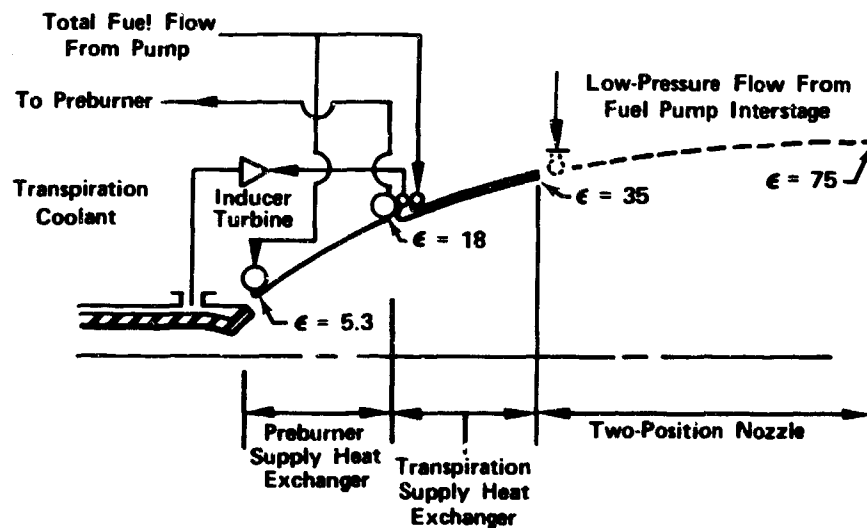 Total Fuel Flow
From Pump
To Preburner
Low-Pressure Flow From
Fuel Pump Interstage
Transpiration
Coolant
Inducer
Turbine
ϵ = 75
ϵ = 35
ϵ = 18
ϵ = 5.3
Preburner
Supply Heat
Exchanger
Transpiration
Supply Heat
Exchanger
Two-Position Nozzle